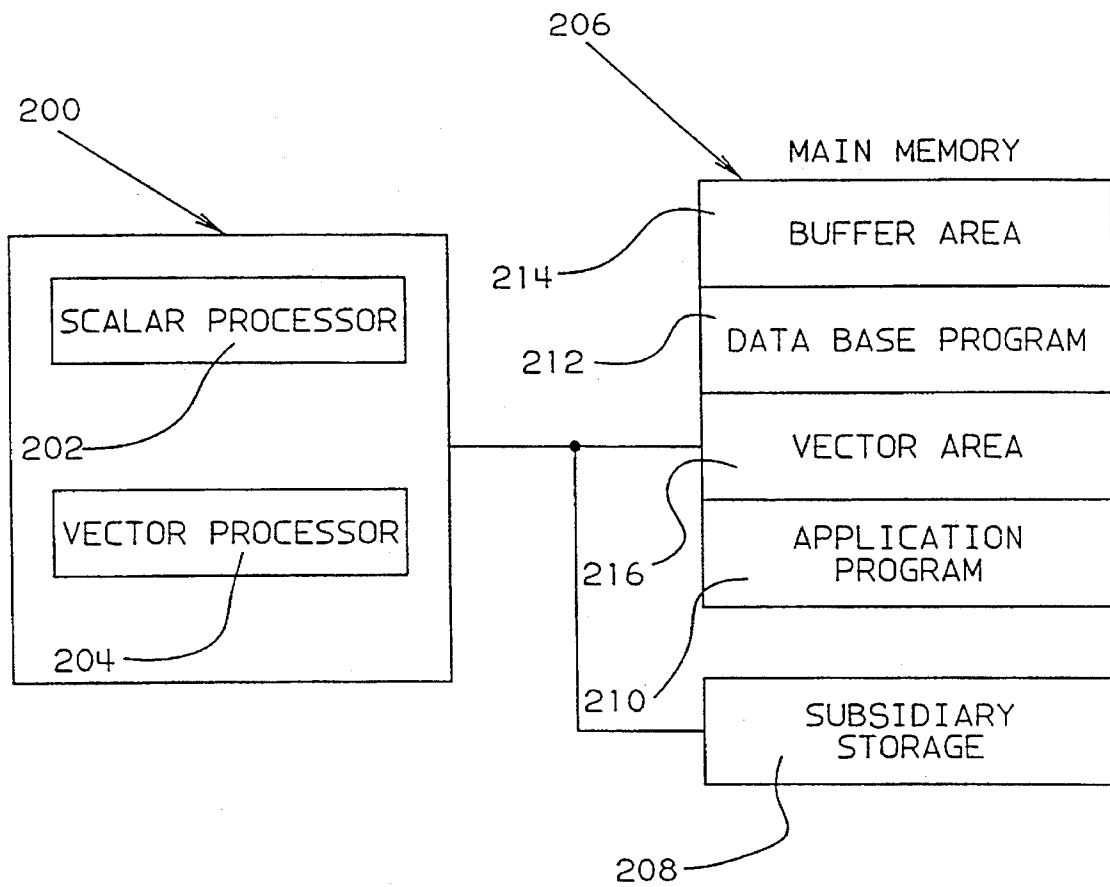 206
200
MAIN MEMORY
BUFFER AREA
214
SCALAR PROCESSOR
DATA BASE PROGRAM
212
202
VECTOR AREA
VECTOR PROCESSOR
APPLICATION
PROGRAM
216
204
210
SUBSIDIARY
STORAGE
208